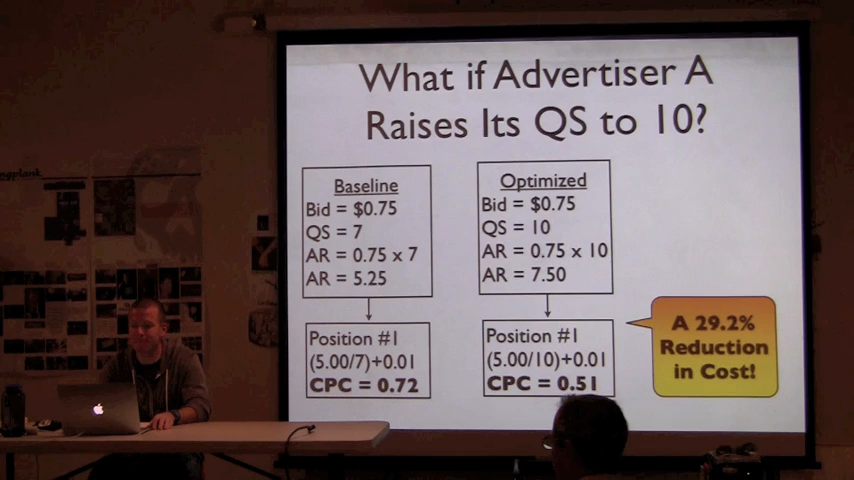 What if Advertiser A
Raises Its QS to 10?
Baseline
Bid = $0.75
QS = 7
AR = 0.75 x 7
AR = 5.25
Optimized
Bid = $0.75
QS = 10
AR = 0.75 x 10
AR = 7.50
Position #1
(5.00/7)+0.01
CPC = 0.72
Position #1
(5.00/10)+0.01
CPC = 0.51
A 29.2%
Reduction
in Cost!